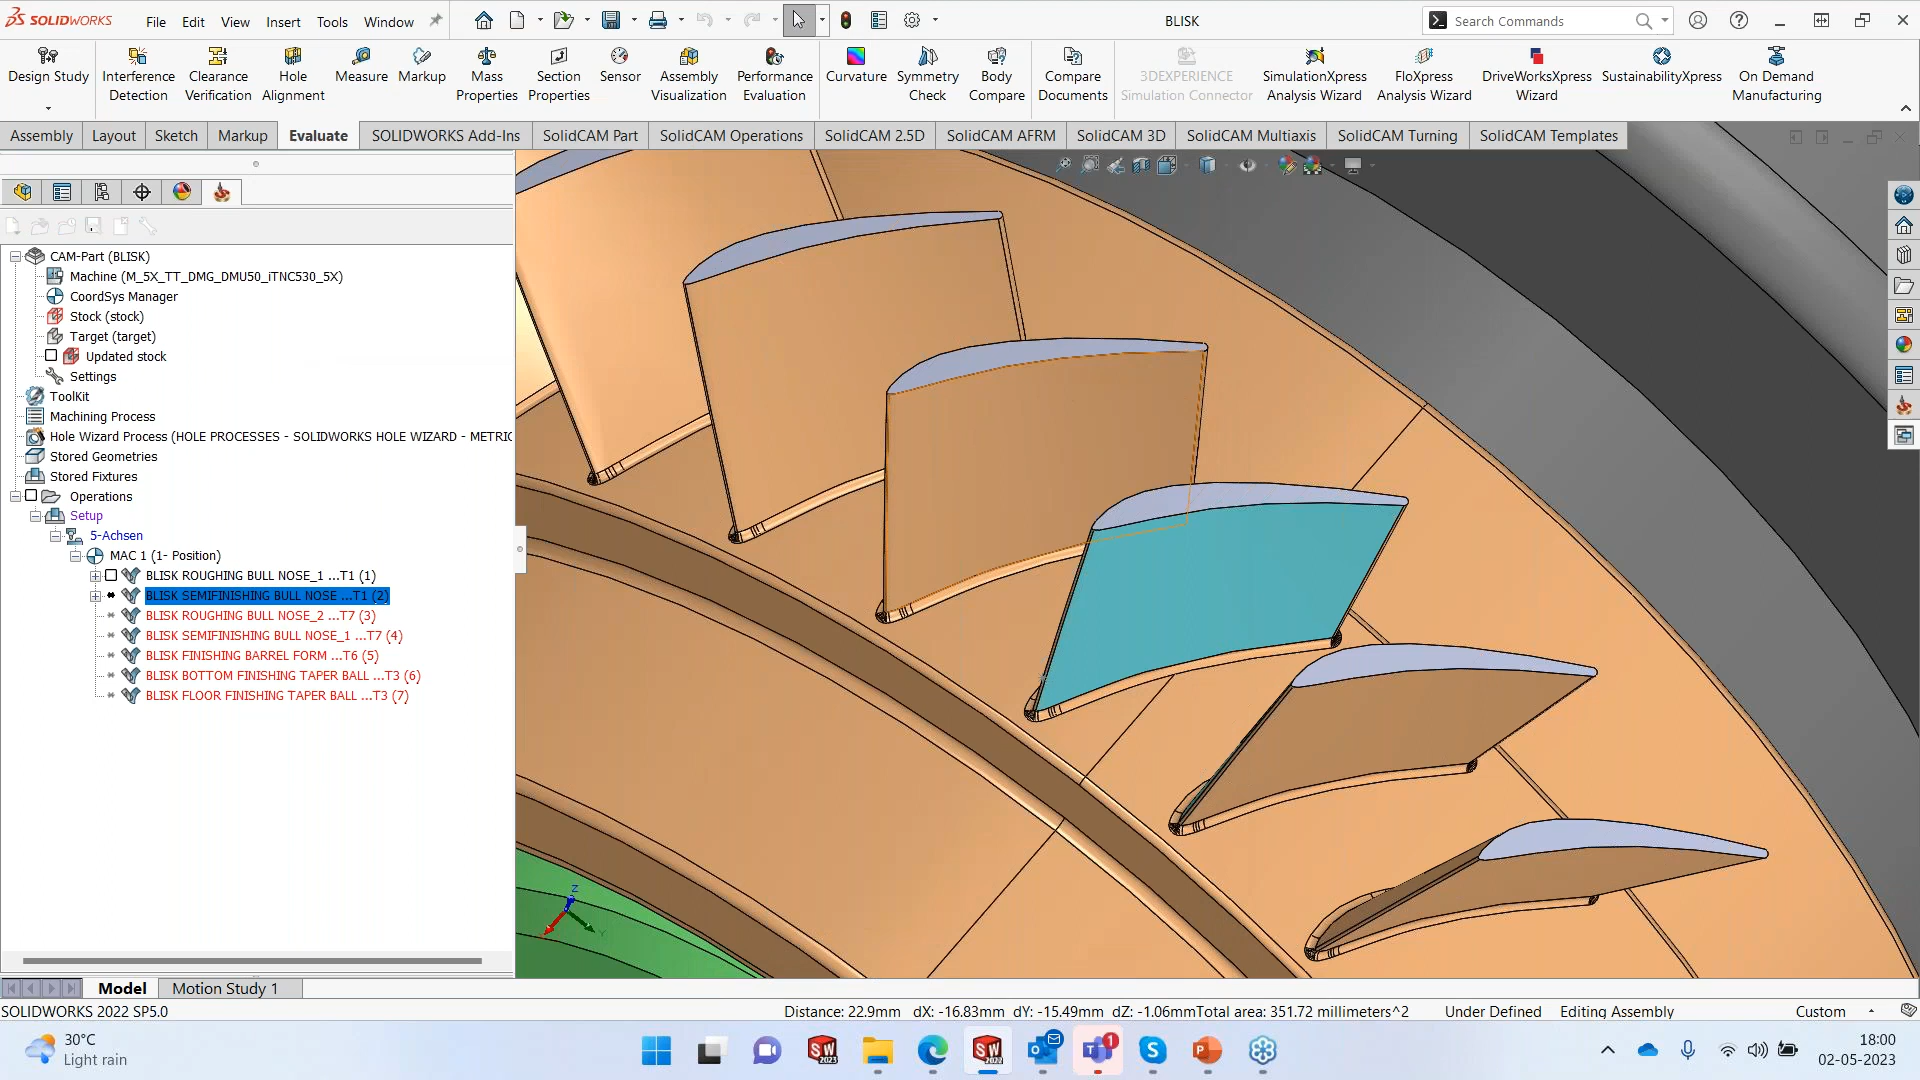 SOLIDWORKS File Edit View Insert Tools Window BLISK Search Commands
Design Study Interference Detection Clearance Verification Hole Alignment Measure Markup Mass Properties Section Properties Sensor Assembly Visualization Performance Evaluation Curvature Symmetry Check Body Compare Compare Documents 3DEXPERIENCE Simulation Connector SimulationXpress Analysis Wizard FloXpress Analysis Wizard DriveWorksXpress Wizard SustainabilityXpress On Demand Manufacturing
Assembly Layout Sketch Markup Evaluate SOLIDWORKS Add-Ins SolidCAM Part SolidCAM Operations SolidCAM 2.5D SolidCAM AFRM SolidCAM 3D SolidCAM Multiaxis SolidCAM Turning SolidCAM Templates
CAM-Part (BLISK)
Machine (M_5X_TT_DMG_DMU50_iTNC530_5X)
CoordSys Manager
Stock (stock)
Target (target)
Updated stock
Settings
ToolKit
Machining Process
Hole Wizard Process (HOLE PROCESSES - SOLIDWORKS HOLE WIZARD - METRIC
Stored Geometries
Stored Fixtures
Operations
Setup
5-Achsen
MAC 1 (1- Position)
BLISK ROUGHING BULL NOSE_1 ...T1 (1)
BLISK SEMIFINISHING BULL NOSE ...T1 (2)
BLISK ROUGHING BULL NOSE_2 ...T7 (3)
BLISK SEMIFINISHING BULL NOSE_1 ...T7 (4)
BLISK FINISHING BARREL FORM ...T6 (5)
BLISK BOTTOM FINISHING TAPER BALL ...T3 (6)
BLISK FLOOR FINISHING TAPER BALL ...T3 (7)
Z
Y
Model Motion Study 1
SOLIDWORKS 2022 SP5.0 Distance: 22.9mm dX: -16.83mm dY: -15.49mm dZ: -1.06mmTotal area: 351.72 millimeters^2 Under Defined Editing Assembly Custom
30°C
Light rain
SW 2023
SW 2022
1
18:00
02-05-2023